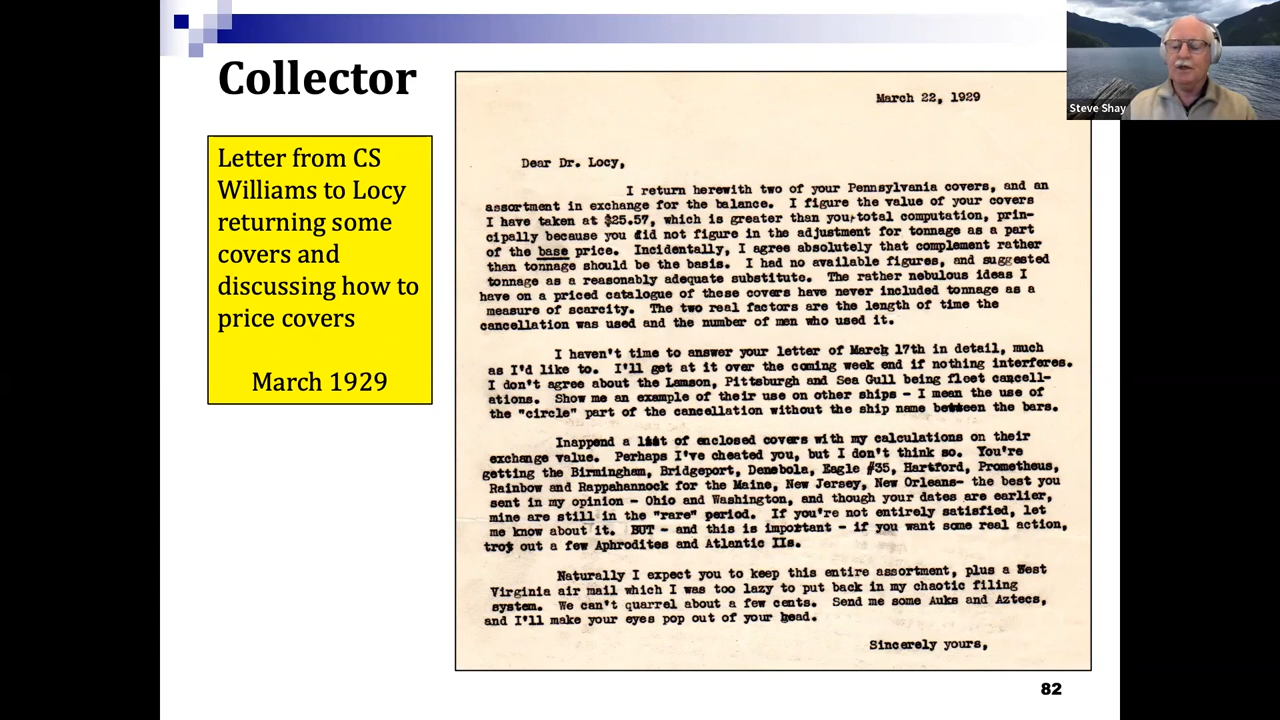 Collector
Steve Shay
Letter from CS
Williams to Locy
returning some
covers and
discussing how to
price covers
March 1929
March 22, 1929
Dear Dr. Locy,
I return herewith two of your Pennsylvania covers, and an
assortment in exchange for the balance. I figure the value of your covers
I have taken at $25.57, which is greater than your total computation, prin-
cipally because you did not figure in the adjustment for tonnage as a part
of the base price. Incidentally, I agree absolutely that complement rather
than tonnage should be the basis. I had no available figures, and suggested
tonnage as a reasonably adequate substitute. The rather nebulous ideas I
have on a priced catalogue of these covers have never included tonnage as a
measure of scarcity. The two real factors are the length of time the
cancellation was used and the number of men who used it.
I haven't time to answer your letter of March 17th in detail, much
as I'd like to. I'll get at it over the coming week end if nothing interferes.
I don't agree about the Lamson, Pittsburgh and Sea Gull being fleet cancell-
ations. Show me an example of their use on other ships - I mean the use of
the "circle" part of the cancellation without the ship name between the bars.
Inappend a list of enclosed covers with my calculations on their
exchange value. Perhaps I've cheated you, but I don't think so. You're
getting the Birmingham, Bridgeport, Denebola, Eagle #35, Hartford, Prometheus,
Rainbow and Rappahannock for the Maine, New Jersey, New Orleans- the best you
sent in my opinion - Ohio and Washington, and though your dates are earlier,
mine are still in the "rare" period. If you're not entirely satisfied, let
me know about it. BUT - and this is important - if you want some real action,
trot out a few Aphrodites and Atlantic IIs.
Naturally I expect you to keep this entire assortment, plus a West
Virginia air mail which I was too lazy to put back in my chaotic filing
system. We can't quarrel about a few cents. Send me some Auks and Aztecs,
and I'll make your eyes pop out of your head.
Sincerely yours,
82